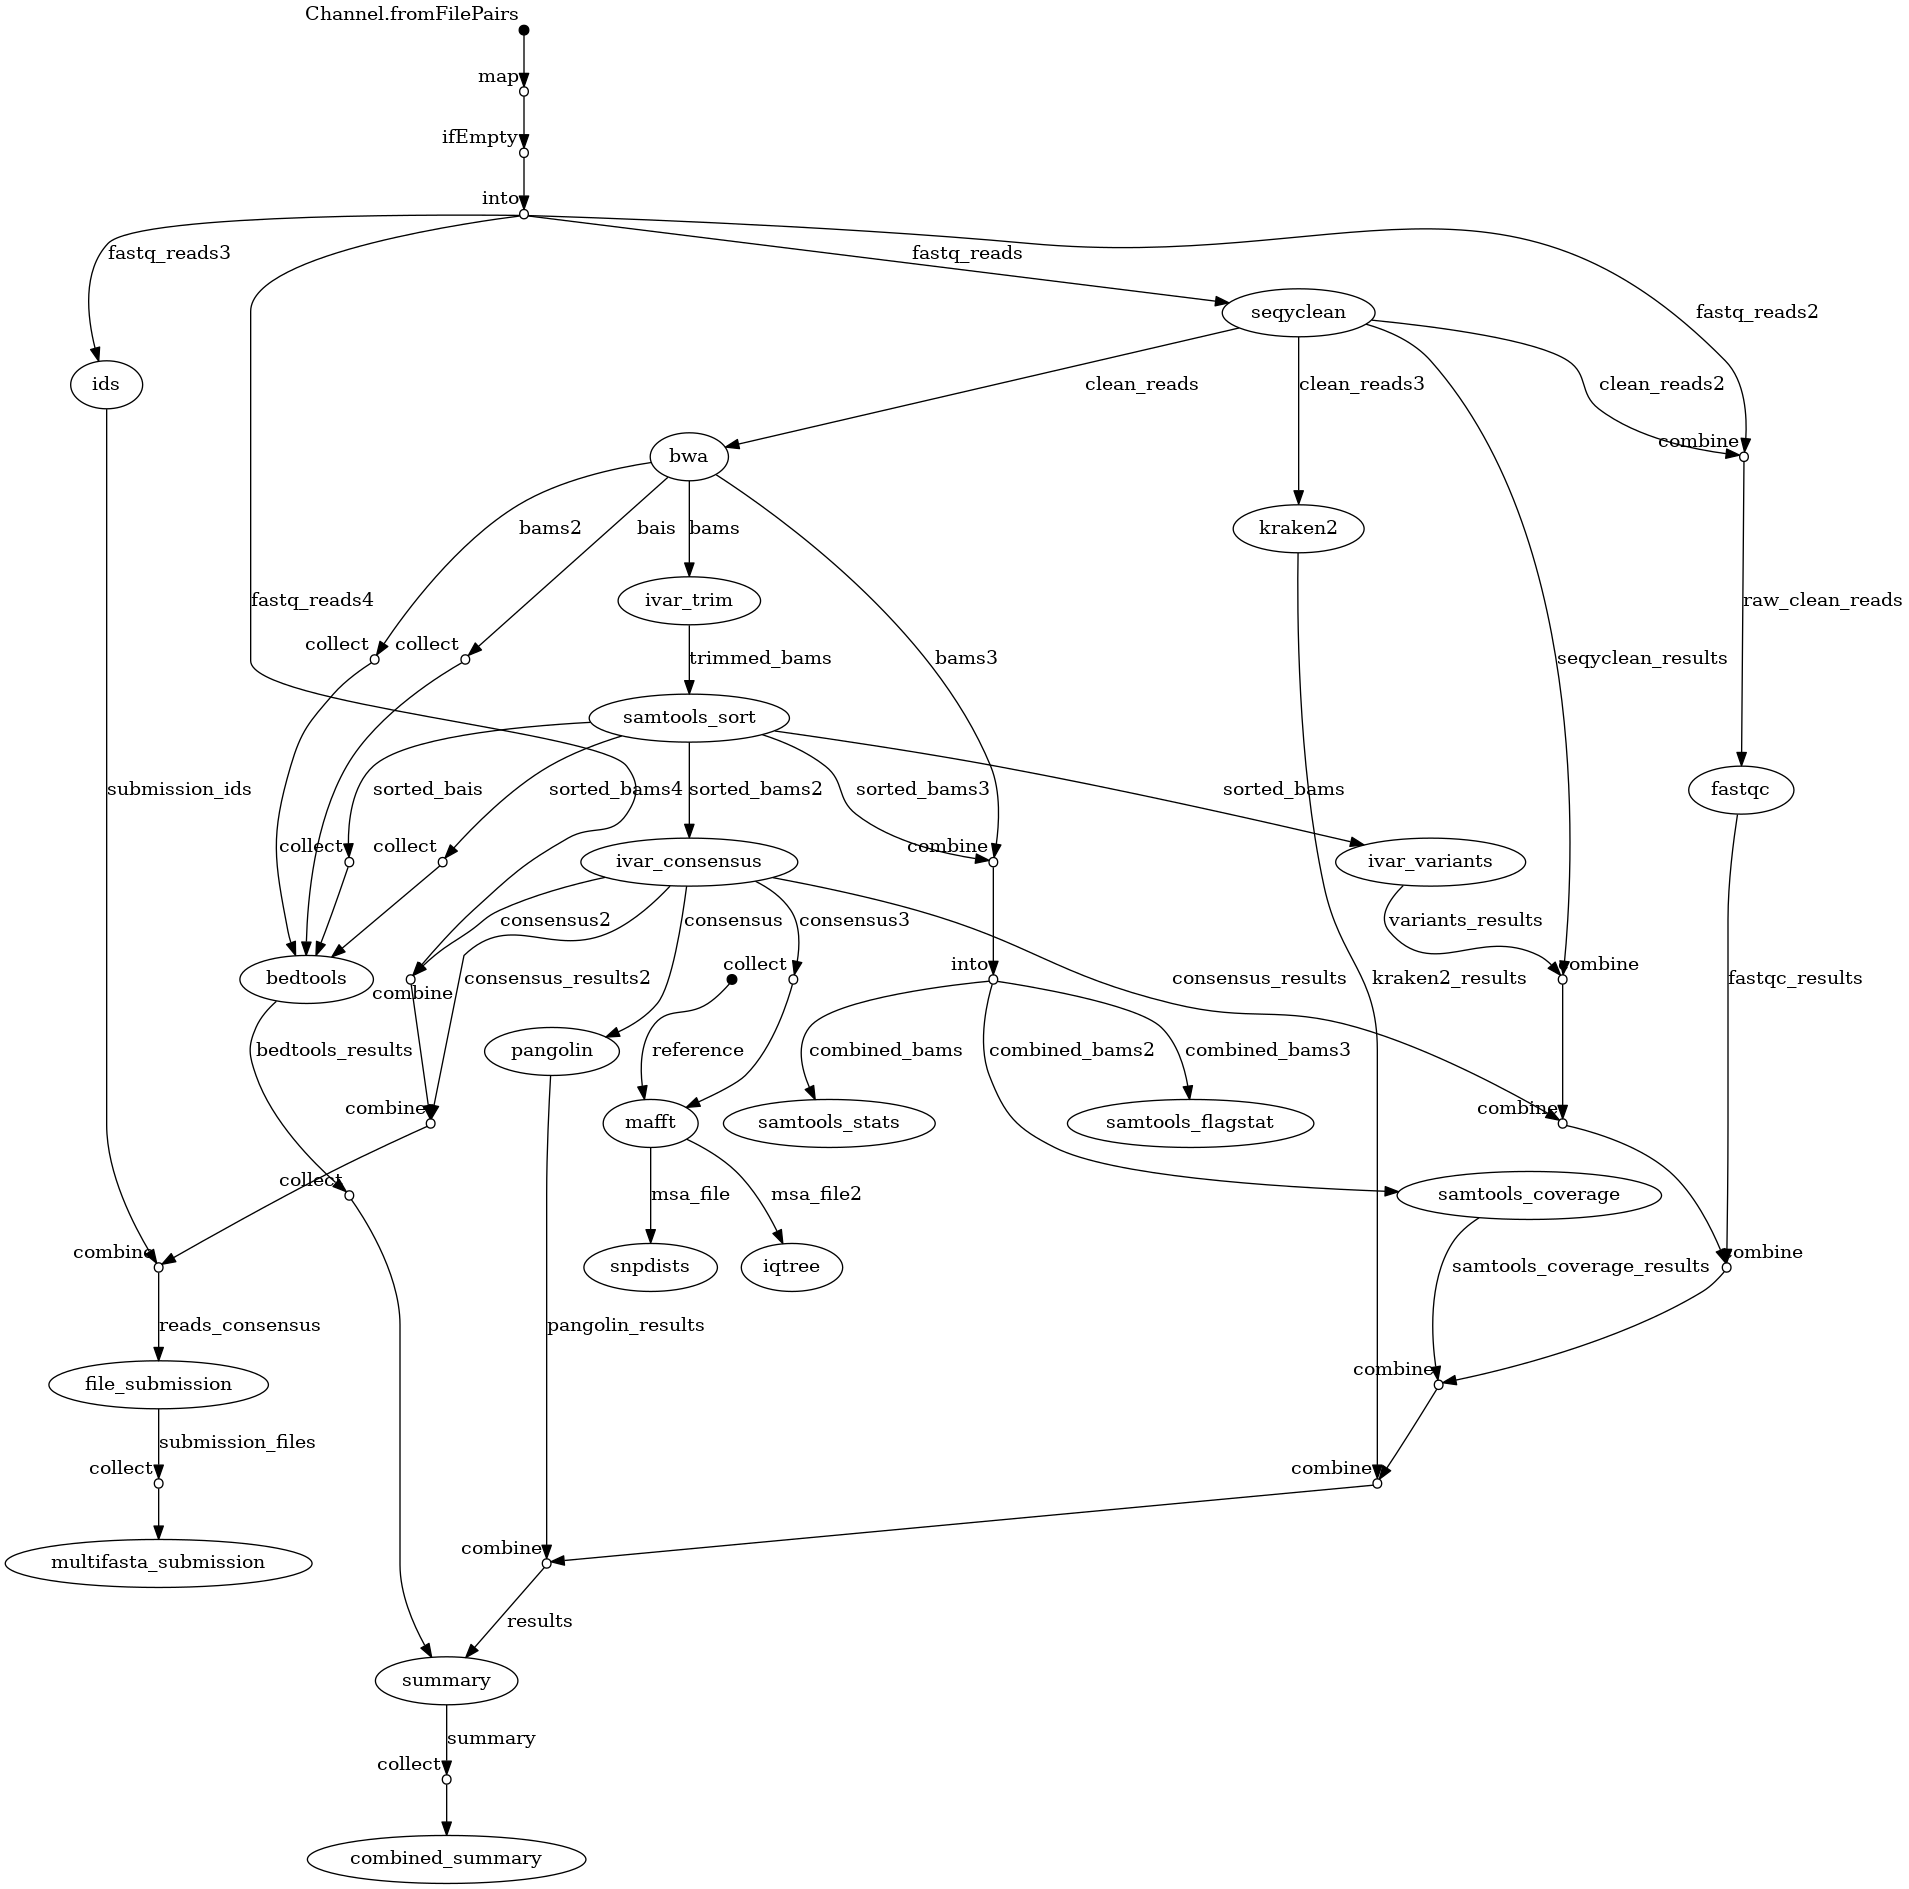 Channel.fromFilePairs
map
ifEmpty
into
fastq_reads3
fastq_reads
fastq_reads2
seqyclean
ids
clean_reads
clean_reads3
clean_reads2
combine
bwa
bams2
bais
bams
kraken2
fastq_reads4
ivar_trim
raw_clean_reads
collect
collect
trimmed_bams
bams3
seqyclean_results
samtools_sort
submission_ids
sorted_bais
sorted_bams4
sorted_bams2
sorted_bams3
sorted_bams
fastqc
collect
collect
combine
ivar_consensus
ivar_variants
consensus2
consensus
consensus3
variants_results
collect
into
combine
bedtools
combine
consensus_results2
consensus_results
kraken2_results
fastqc_results
bedtools_results
pangolin
reference
combined_bams
combined_bams2
combined_bams3
combine
combine
mafft
samtools_stats
samtools_flagstat
collect
msa_file
msa_file2
samtools_coverage
combine
combine
snpdists
iqtree
samtools_coverage_results
reads_consensus
pangolin_results
combine
file_submission
submission_files
collect
combine
combine
multifasta_submission
results
summary
summary
collect
combined_summary